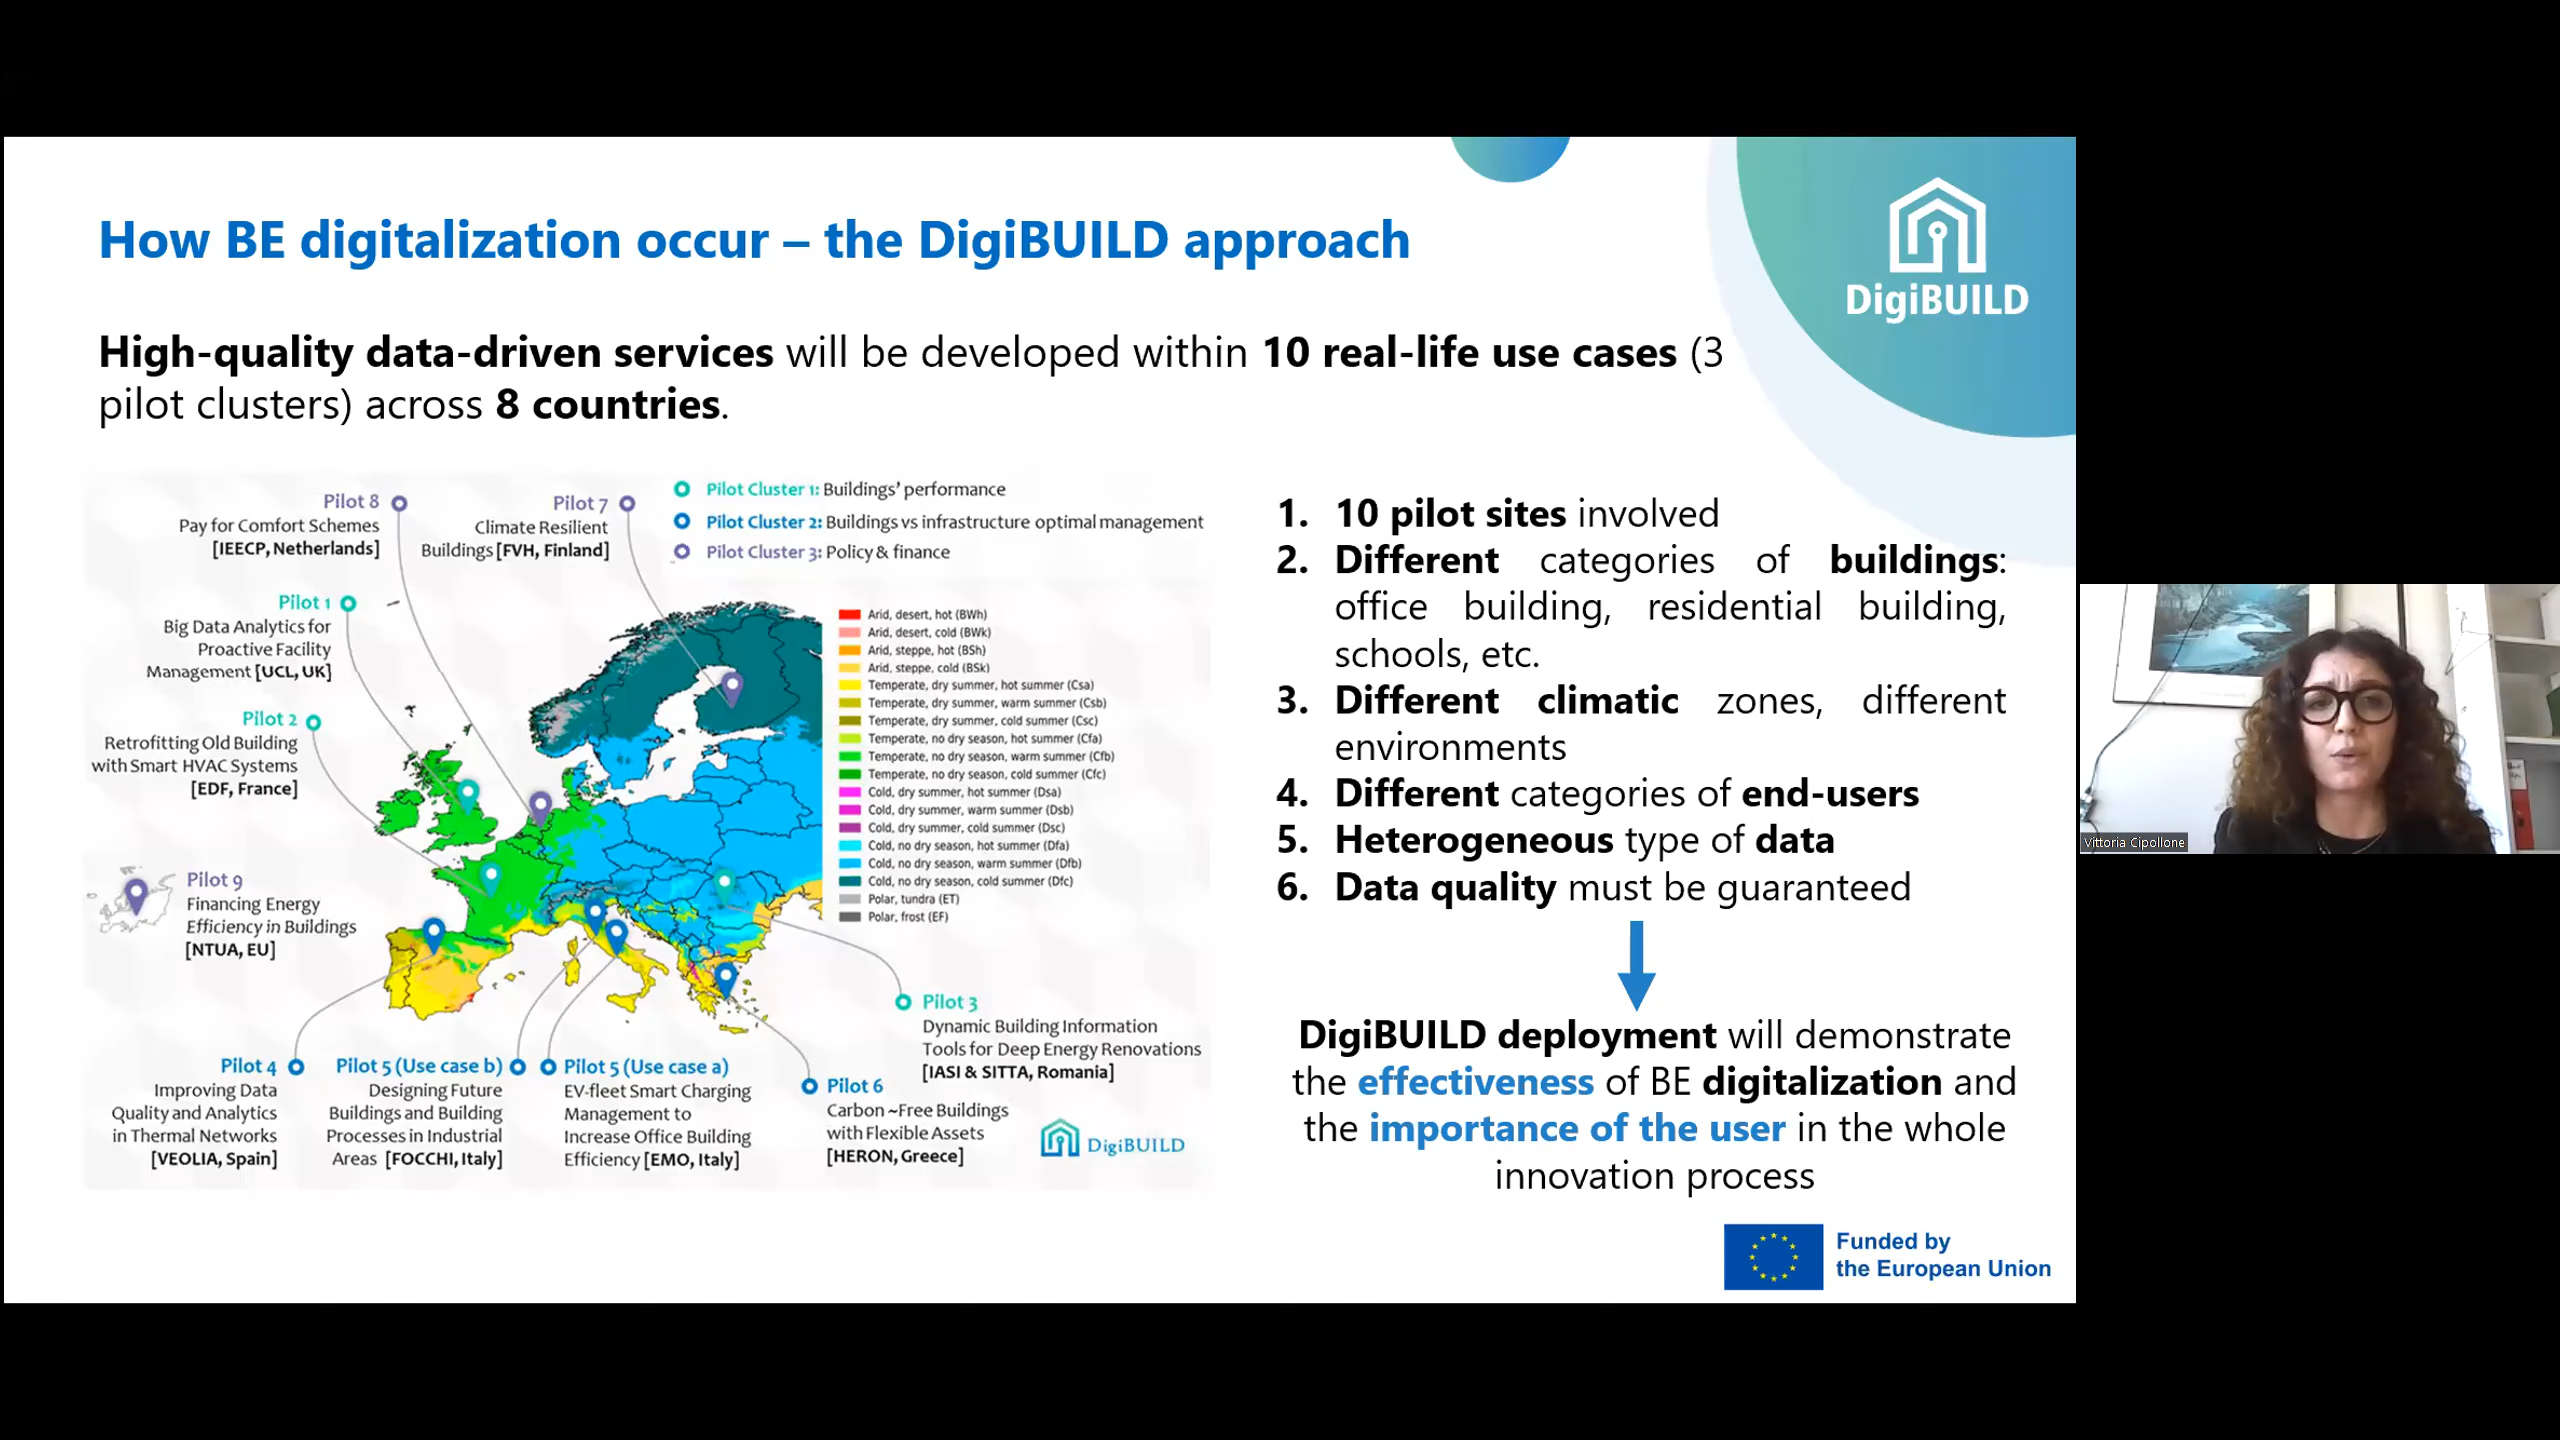 How BE digitalization occur – the DigiBUILD approach
DigiBUILD
High-quality data-driven services will be developed within 10 real-life use cases (3
pilot clusters) across 8 countries.
Pilot 8
Pay for Comfort Schemes
[IEECP, Netherlands]
Pilot 7
Climate Resilient
Buildings [FVH, Finland]
Pilot Cluster 1: Buildings' performance
Pilot Cluster 2: Buildings vs infrastructure optimal management
Pilot Cluster 3: Policy & finance
Pilot 1
Big Data Analytics for
Proactive Facility
Management [UCL, UK]
Pilot 2
Retrofitting Old Building
with Smart HVAC Systems
[EDF, France]
Pilot 9
Financing Energy
Efficiency in Buildings
[NTUA, EU]
Arid, desert, hot (BWh)
Arid, desert, cold (BWk)
Arid, steppe, hot (BSh)
Arid, steppe, cold (BSk)
Temperate, dry summer, hot summer (Csa)
Temperate, dry summer, warm summer (Csb)
Temperate, dry summer, cold summer (Csc)
Temperate, no dry season, hot summer (Cfa)
Temperate, no dry season, warm summer (Cfb)
Temperate, no dry season, cold summer (Cfc)
Cold, dry summer, hot summer (Dsa)
Cold, dry summer, warm summer (Dsb)
Cold, dry summer, cold summer (Dsc)
Cold, no dry season, hot summer (Dfa)
Cold, no dry season, warm summer (Dfb)
Cold, no dry season, cold summer (Dfc)
Polar, tundra (ET)
Polar, frost (EF)
Pilot 4
Improving Data
Quality and Analytics
in Thermal Networks
[VEOLIA, Spain]
Pilot 5 (Use case b)
Designing Future
Buildings and Building
Processes in Industrial
Areas [FOCCHI, Italy]
Pilot 5 (Use case a)
EV-fleet Smart Charging
Management to
Increase Office Building
Efficiency [EMO, Italy]
Pilot 6
Carbon ~Free Buildings
with Flexible Assets
[HERON, Greece]
Pilot 3
Dynamic Building Information
Tools for Deep Energy Renovations
[IASI & SITTA, Romania]
DigiBUILD
1. 10 pilot sites involved
2. Different categories of buildings:
office building, residential building,
schools, etc.
3. Different climatic zones, different
environments
4. Different categories of end-users
5. Heterogeneous type of data
6. Data quality must be guaranteed
DigiBUILD deployment will demonstrate
the effectiveness of BE digitalization and
the importance of the user in the whole
innovation process
Funded by
the European Union
Vittoria Cipollone